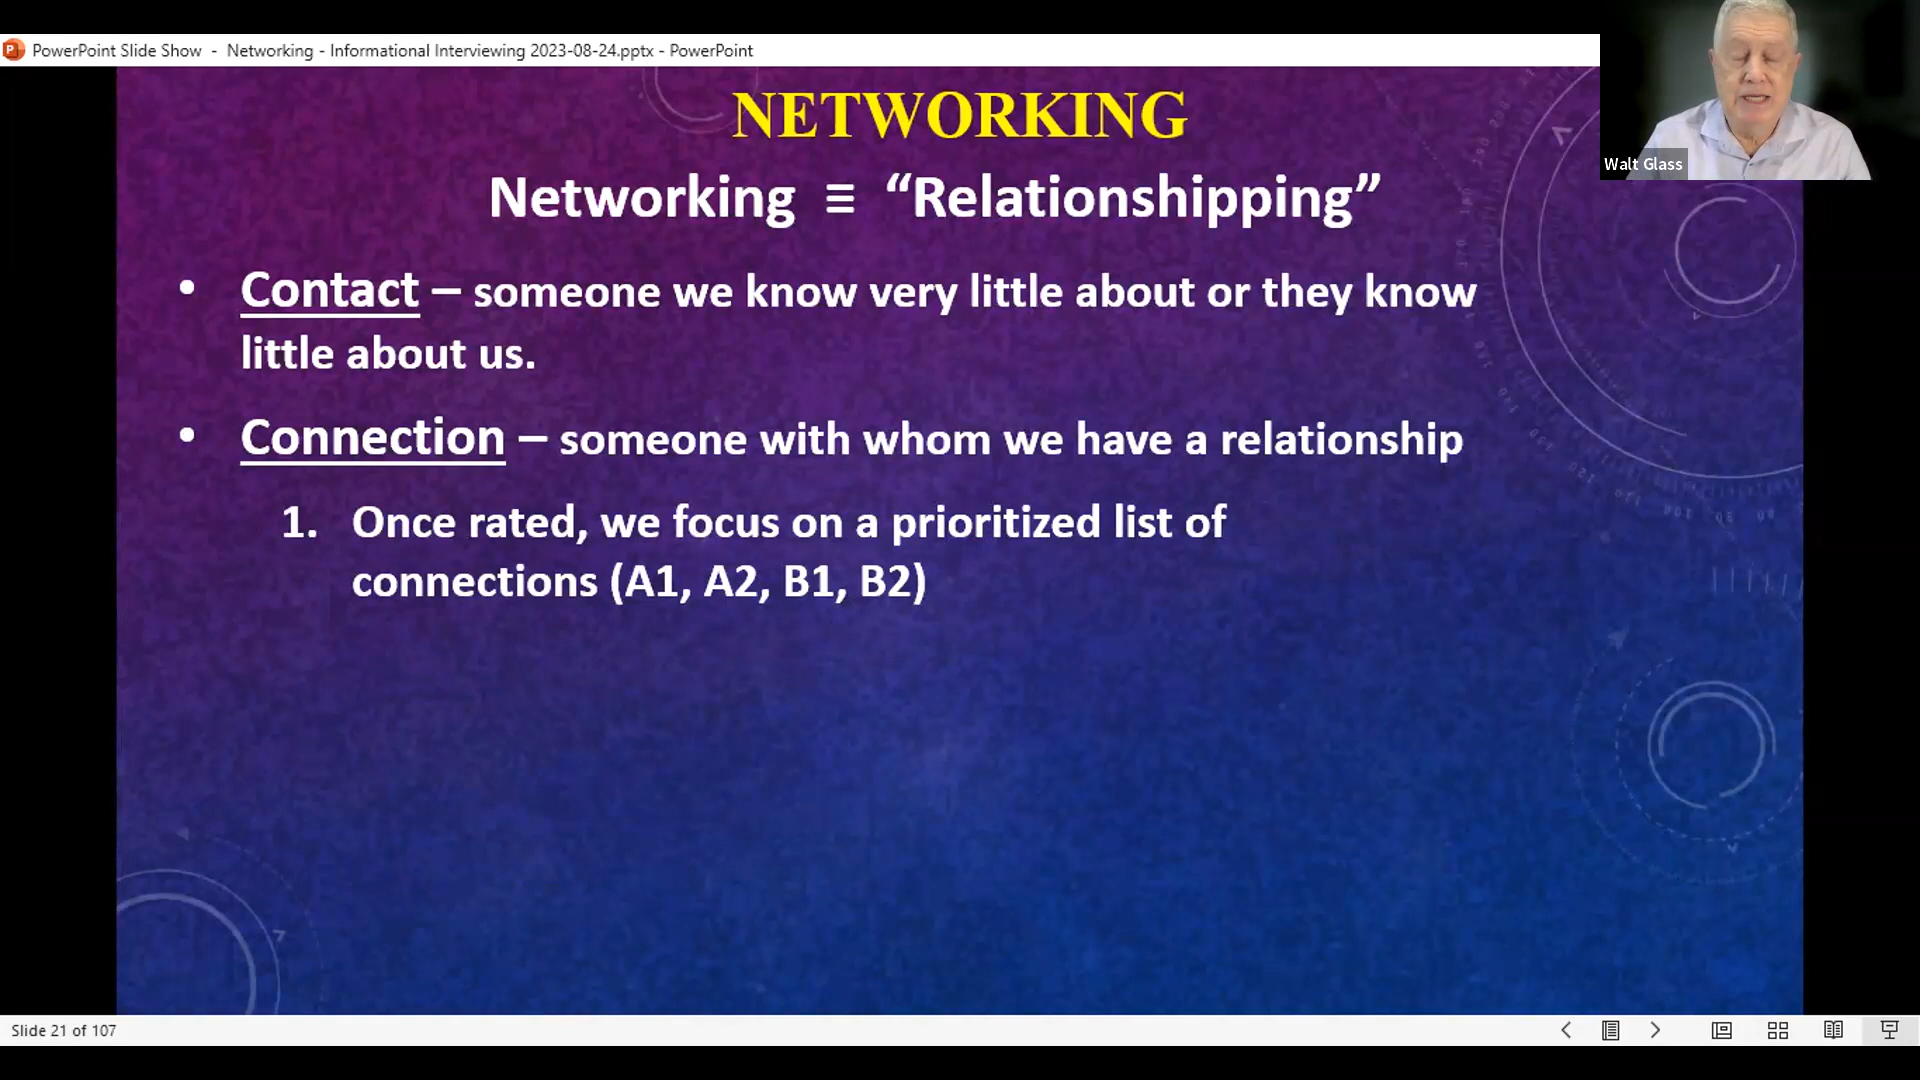 PowerPoint Slide Show - Networking - Informational Interviewing 2023-08-24.pptx - PowerPoint
Walt Glass
NETWORKING
Networking ≡ “Relationshipping”
• Contact – someone we know very little about or they know
little about us.
• Connection – someone with whom we have a relationship
1. Once rated, we focus on a prioritized list of
connections (A1, A2, B1, B2)
Slide 21 of 107